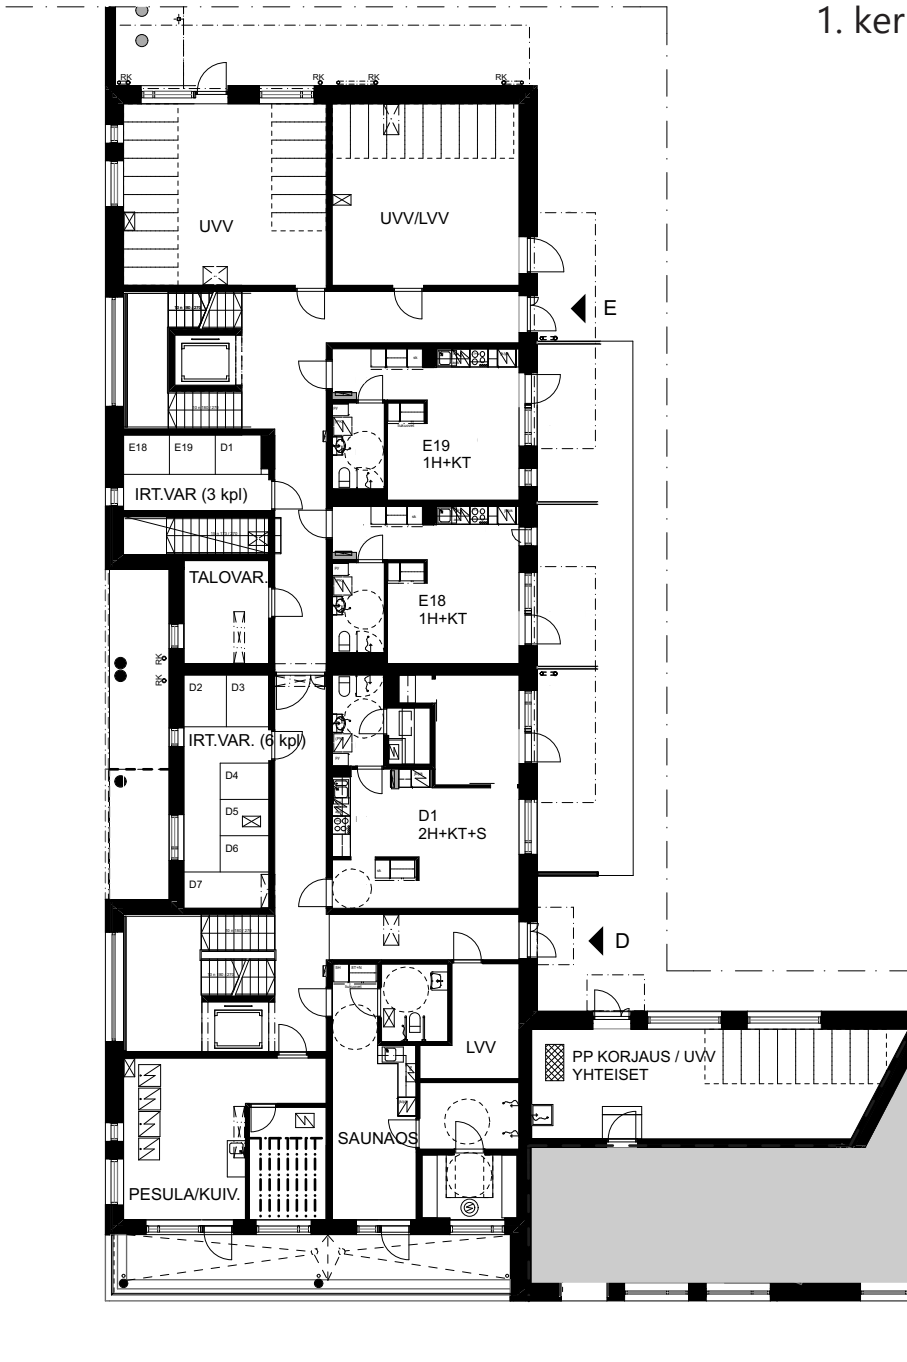 1. ker
RK
RK
RK
RK
UVV
UVV/LVV
E
E18
E19
D1
IRT.VAR (3 kpl)
E19
1H+KT
TALOVAR.
E18
1H+KT
RK
RK
D2
D3
IRT.VAR. (6 kpl)
D4
D5
D6
D7
D1
2H+KT+S
D
LVV
PP KORJAUS / UVV
YHTEISET
SAUNAOS
PESULA/KUIV.